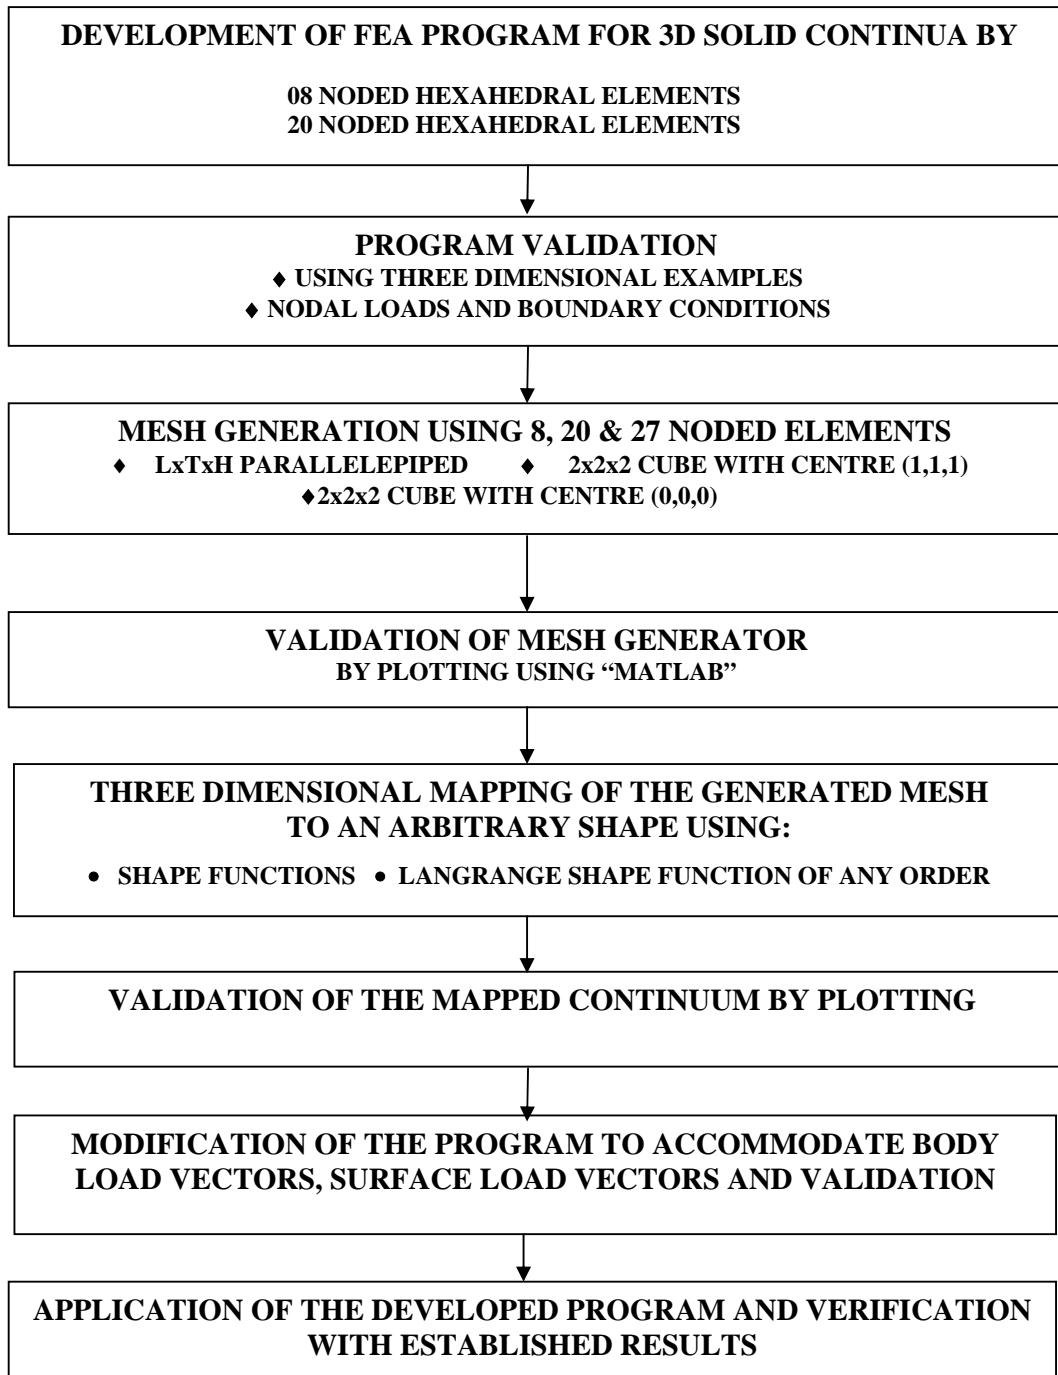 DEVELOPMENT OF FEA PROGRAM FOR 3D SOLID CONTINUA BY
08 NODED HEXAHEDRAL ELEMENTS
20 NODED HEXAHEDRAL ELEMENTS
PROGRAM VALIDATION
♦ USING THREE DIMENSIONAL EXAMPLES
♦ NODAL LOADS AND BOUNDARY CONDITIONS
MESH GENERATION USING 8, 20 & 27 NODED ELEMENTS
♦ LxTxH PARALLELEPIPED ♦ 2x2x2 CUBE WITH CENTRE (1,1,1)
♦2x2x2 CUBE WITH CENTRE (0,0,0)
VALIDATION OF MESH GENERATOR
BY PLOTTING USING “MATLAB”
THREE DIMENSIONAL MAPPING OF THE GENERATED MESH
TO AN ARBITRARY SHAPE USING:
• SHAPE FUNCTIONS • LANGRANGE SHAPE FUNCTION OF ANY ORDER
VALIDATION OF THE MAPPED CONTINUUM BY PLOTTING
MODIFICATION OF THE PROGRAM TO ACCOMMODATE BODY
LOAD VECTORS, SURFACE LOAD VECTORS AND VALIDATION
APPLICATION OF THE DEVELOPED PROGRAM AND VERIFICATION
WITH ESTABLISHED RESULTS